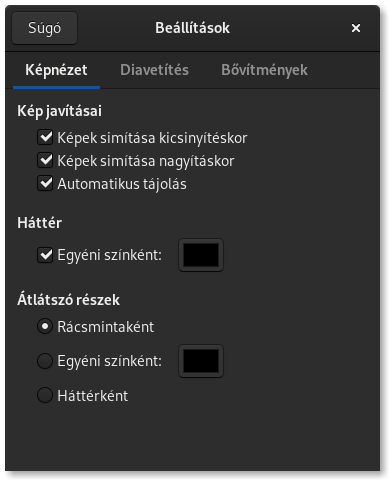 Súgó
Beállítások
Képnézet
Diavetítés
Bővítmények
Kép javításai
Képek simítása kicsinyítéskor
Képek simítása nagyításkor
Automatikus tájolás
Háttér
Egyéni színként:
Átlátszó részek
Rácsmintaként
Egyéni színként:
Háttérként